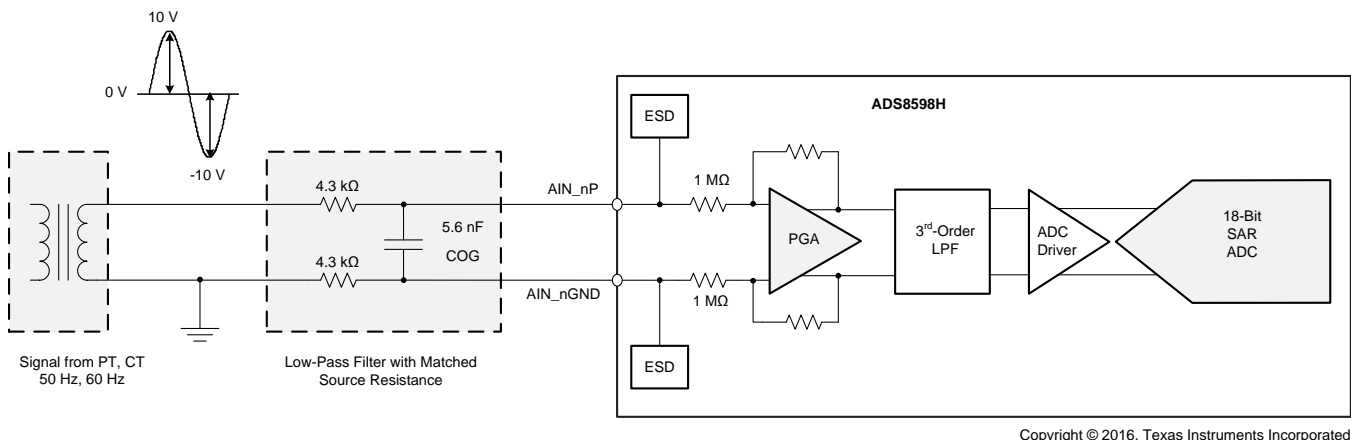 10 V
0 V
-10 V
ADS8598H
ESD
4.3 kΩ
AIN_nP
1 MΩ
5.6 nF
COG
PGA
3rd-Order
LPF
ADC
Driver
18-Bit
SAR
ADC
4.3 kΩ
AIN_nGND
1 MΩ
ESD
Signal from PT, CT
50 Hz, 60 Hz
Low-Pass Filter with Matched
Source Resistance
Copyright © 2016, Texas Instruments Incorporated